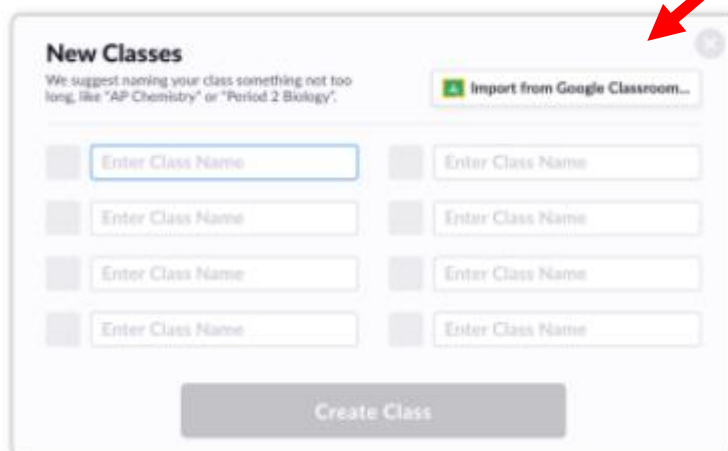 New Classes
We suggest naming your class something not too
long, like "AP Chemistry" or "Period 2 Biology".
Import from Google Classroom...
Enter Class Name
Enter Class Name
Enter Class Name
Enter Class Name
Enter Class Name
Enter Class Name
Enter Class Name
Enter Class Name
Create Class